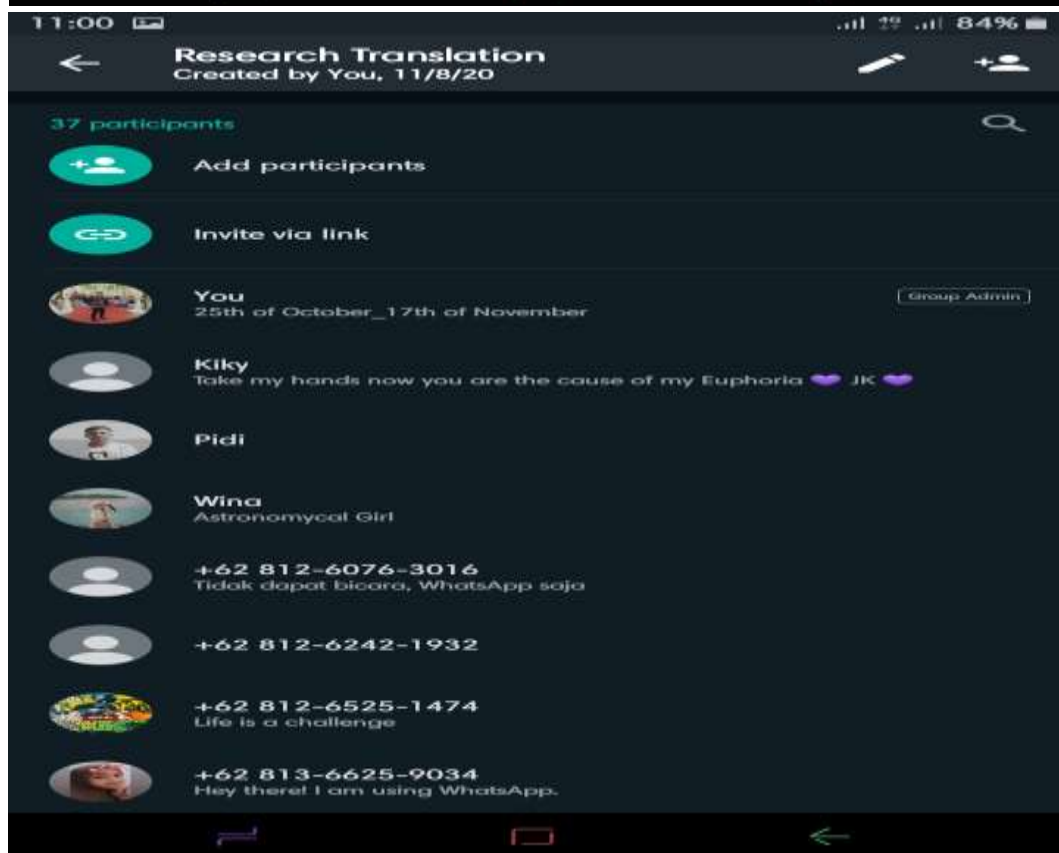 11:00 84%
Research Translation
Created by You, 11/8/20
37 participants
Add participants
Invite via link
You
Group Admin
25th of October_17th of November
Kiky
Take my hands now you are the cause of my Euphoria 💜 JK 💜
Pidi
Wina
Astronomycal Girl
+62 812-6076-3016
Tidak dapat bicara, WhatsApp saja
+62 812-6242-1932
+62 812-6525-1474
Life is a challenge
+62 813-6625-9034
Hey there! I am using WhatsApp.